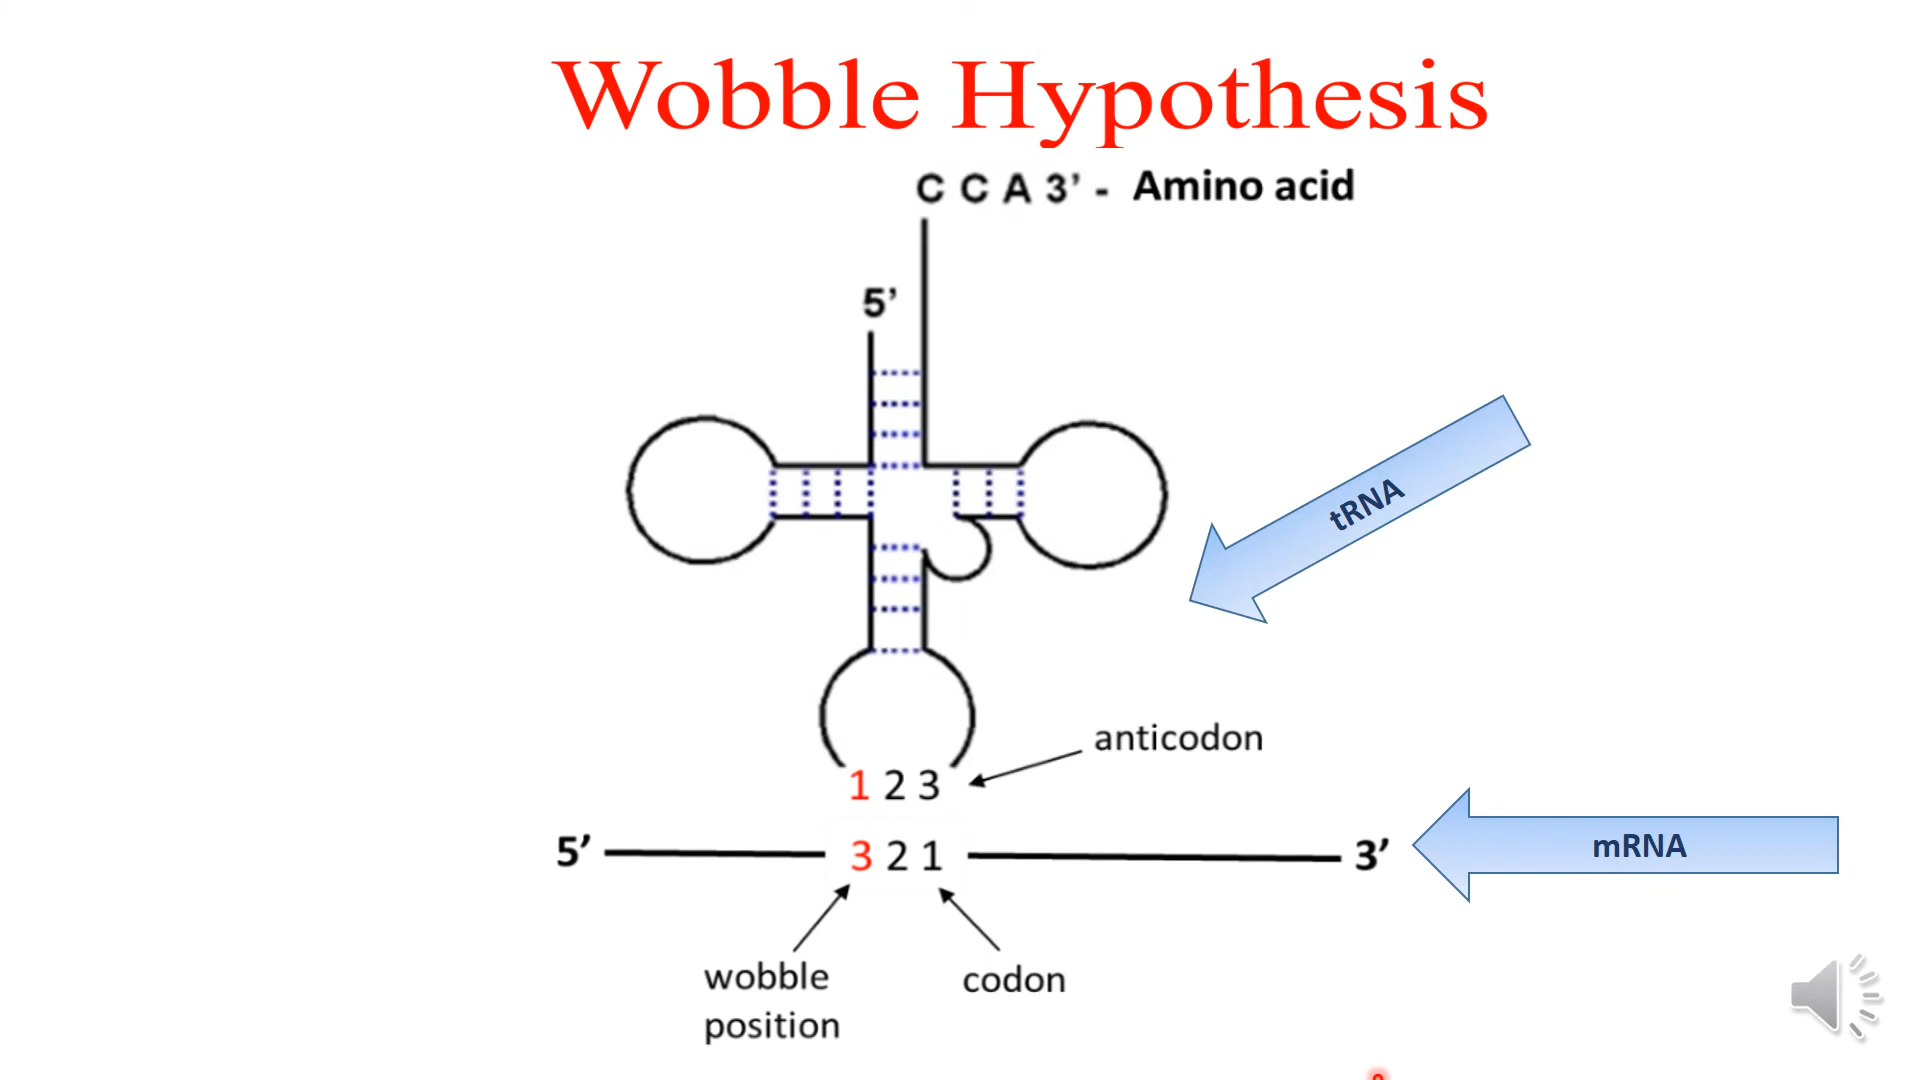 Wobble Hypothesis
C C A 3’ - Amino acid
5’
tRNA
anticodon
1 2 3
5’ 3 2 1 3’
mRNA
wobble position
codon